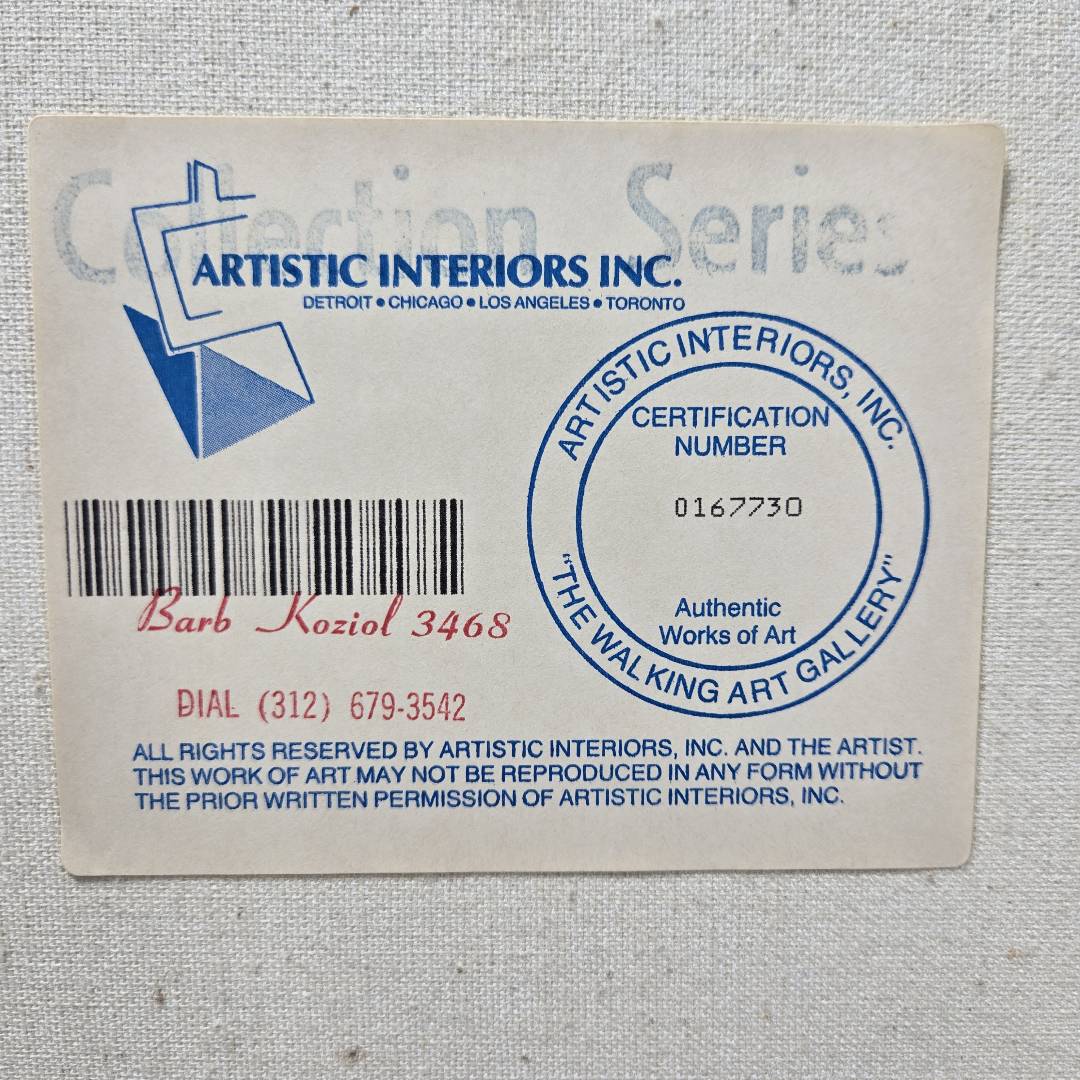 Collection Series
ARTISTIC INTERIORS INC.
DETROIT • CHICAGO • LOS ANGELES • TORONTO
ARTISTIC INTERIORS, INC.
CERTIFICATION
NUMBER
0167730
Authentic
Works of Art
"THE WALKING ART GALLERY"
Barb Koziol 3468
DIAL (312) 679-3542
ALL RIGHTS RESERVED BY ARTISTIC INTERIORS, INC. AND THE ARTIST.
THIS WORK OF ART MAY NOT BE REPRODUCED IN ANY FORM WITHOUT
THE PRIOR WRITTEN PERMISSION OF ARTISTIC INTERIORS, INC.